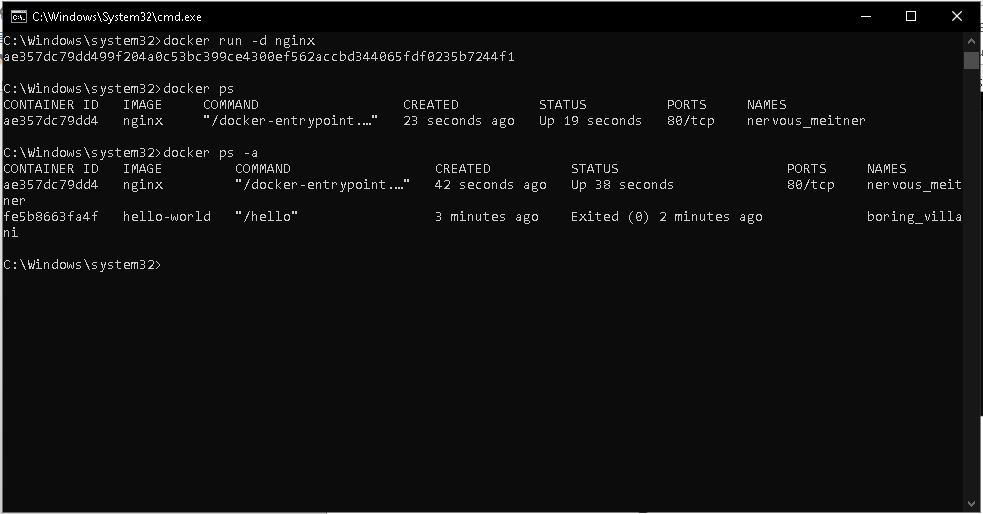 C:\Windows\System32\cmd.exe
C:\Windows\system32>docker run -d nginx
ae357dc79dd499f204a0c53bc399ce4300ef562accbd344065fdf0235b7244f1
C:\Windows\system32>docker ps
CONTAINER ID   IMAGE     COMMAND                  CREATED          STATUS          PORTS     NAMES
ae357dc79dd4   nginx     "/docker-entrypoint.…"   23 seconds ago   Up 19 seconds   80/tcp    nervous_meitner
C:\Windows\system32>docker ps -a
CONTAINER ID   IMAGE         COMMAND                  CREATED          STATUS                     PORTS     NAMES
ae357dc79dd4   nginx         "/docker-entrypoint.…"   42 seconds ago   Up 38 seconds              80/tcp    nervous_meit
ner
fe5b8663fa4f   hello-world   "/hello"                 3 minutes ago    Exited (0) 2 minutes ago             boring_villa
ni
C:\Windows\system32>